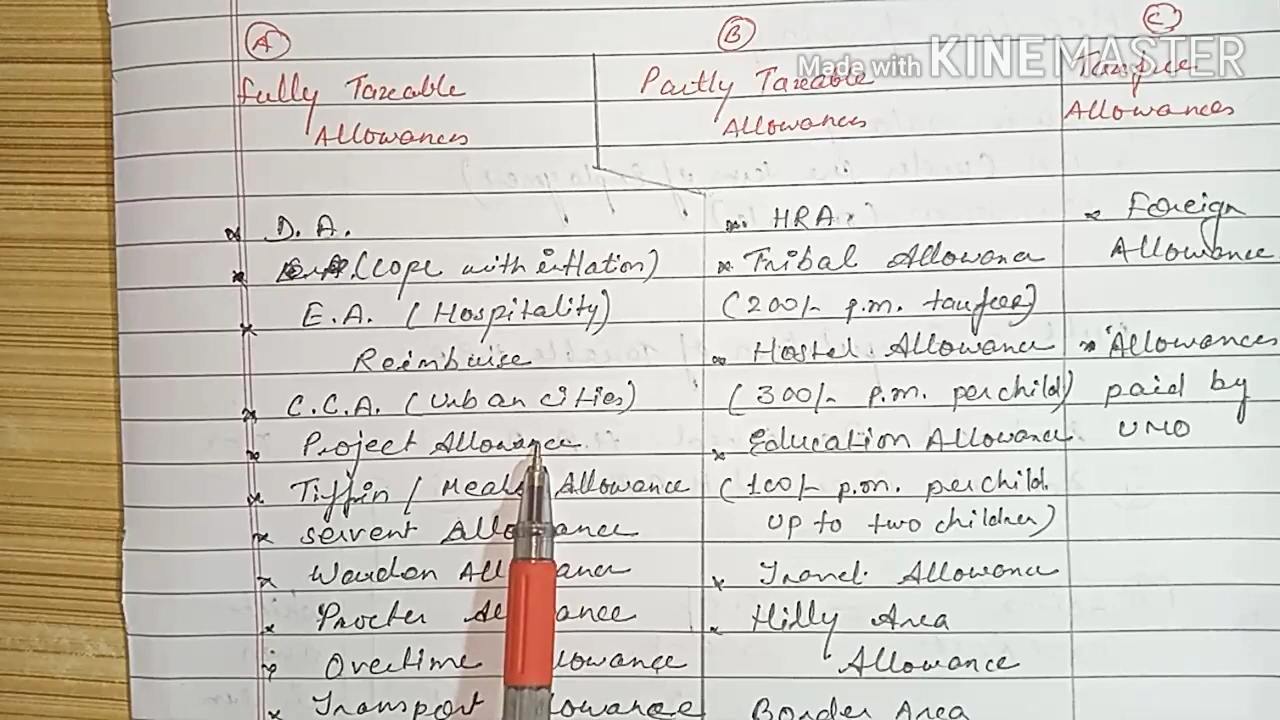 A
Fully Taxable
Allowances
D.A.
(cope with inflation)
E.A. (Hospitality)
Reimburse
C.C.A. (Urban cities)
Project Allowance
Tiffin / Meals Allowance
Servent Allowance
Warden Allowance
Procter Allowance
Overtime Allowance
Transport Allowance
B
Partly Taxable
Allowances
HRA
Tribal Allowance
(200/- p.m. taxfree)
Hostel Allowance
(300/- p.m. perchild)
Education Allowance
(100/- p.m. perchild.
up to two children)
Travel Allowance
Hilly Area
Allowance
Border Area
C
Taxfree
Allowances
Foreign
Allowance
Allowances
paid by
UNO
Made with KINEMASTER